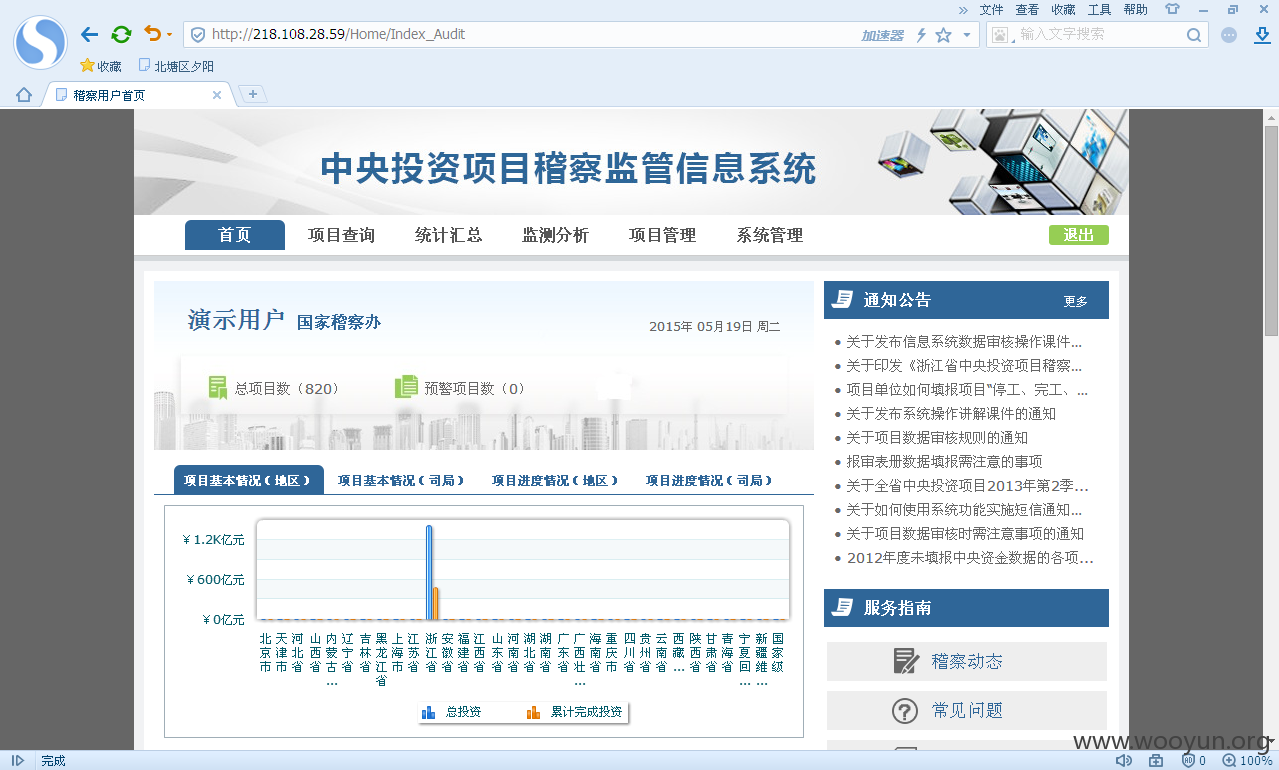 文件 查看 收藏 工具 帮助
http://218.108.28.59/Home/Index_Audit
加速器
输入文字搜索
收藏 北塘区夕阳
稽察用户首页
中央投资项目稽察监管信息系统
首页 项目查询 统计汇总 监测分析 项目管理 系统管理 退出
演示用户 国家稽察办
2015年 05月19日 周二
总项目数（820） 预警项目数（0）
项目基本情况（地区） 项目基本情况（司局） 项目进度情况（地区） 项目进度情况（司局）
￥1.2K亿元
￥600亿元
￥0亿元
北京市 天津市 河北省 山西省 内蒙古... 辽宁省 吉林省 黑龙江省 上海市 江苏省 浙江省 安徽省 福建省 江西省 山东省 河南省 湖北省 湖南省 广东省 广西壮... 海南省 重庆市 四川省 贵州省 云南省 西藏... 陕西省 甘肃省 青海省 宁夏回... 新疆维... 国家级
总投资 累计完成投资
通知公告 更多
关于发布信息系统数据审核操作课件...
关于印发《浙江省中央投资项目稽察...
项目单位如何填报项目“停工、完工、...
关于发布系统操作讲解课件的通知
关于项目数据审核规则的通知
报审表册数据填报需注意的事项
关于全省中央投资项目2013年第2季...
关于如何使用系统功能实施短信通知...
关于项目数据审核时需注意事项的通知
2012年度未填报中央资金数据的各项...
服务指南
稽察动态
常见问题
www.wooyun.org
完成
0
100%